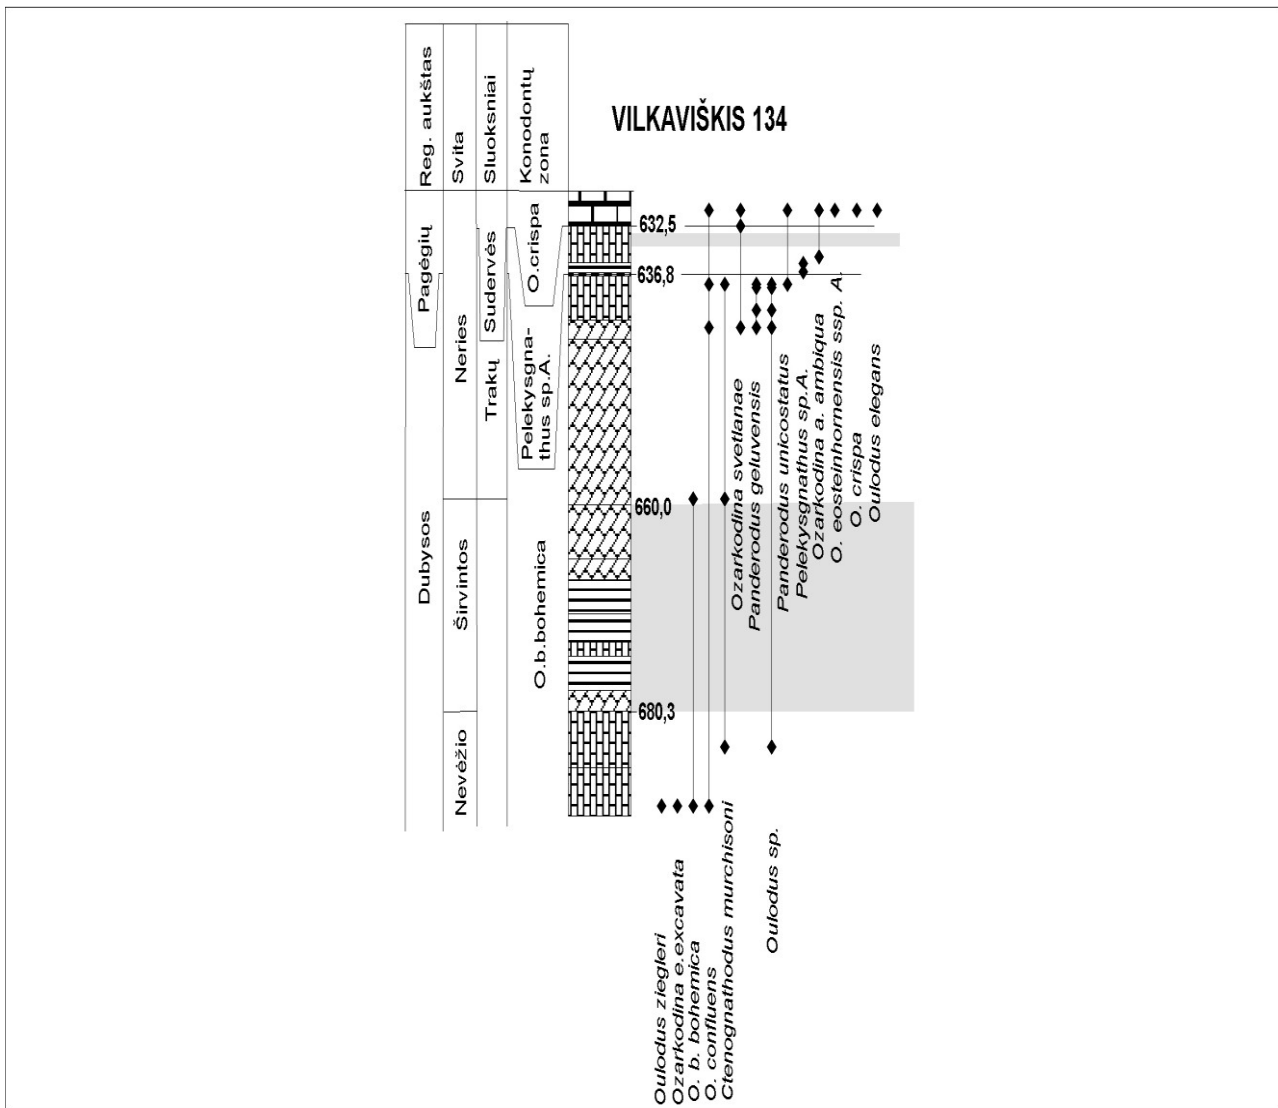 VILKAVIŠKIS 134
Reg. aukštas
Svita
Sluoksniai
Konodontų
zona
Pagėgių
Dubysos
Neries
Širvintos
Nevėžio
Sudervės
Trakų
O.crispa
Pelekysgna-
thus sp.A.
O.b.bohemica
632,5
636,8
660,0
680,3
Oulodus ziegleri
Ozarkodina e.excavata
O. b. bohemica
O. confluens
Ctenognathodus murchisoni
Ozarkodina svetlanae
Panderodus geluvensis
Oulodus sp.
Panderodus unicostatus
Pelekysgnathus sp.A.
Ozarkodina a. ambiqua
O. eosteinhornensis ssp. A.
O. crispa
Oulodus elegans